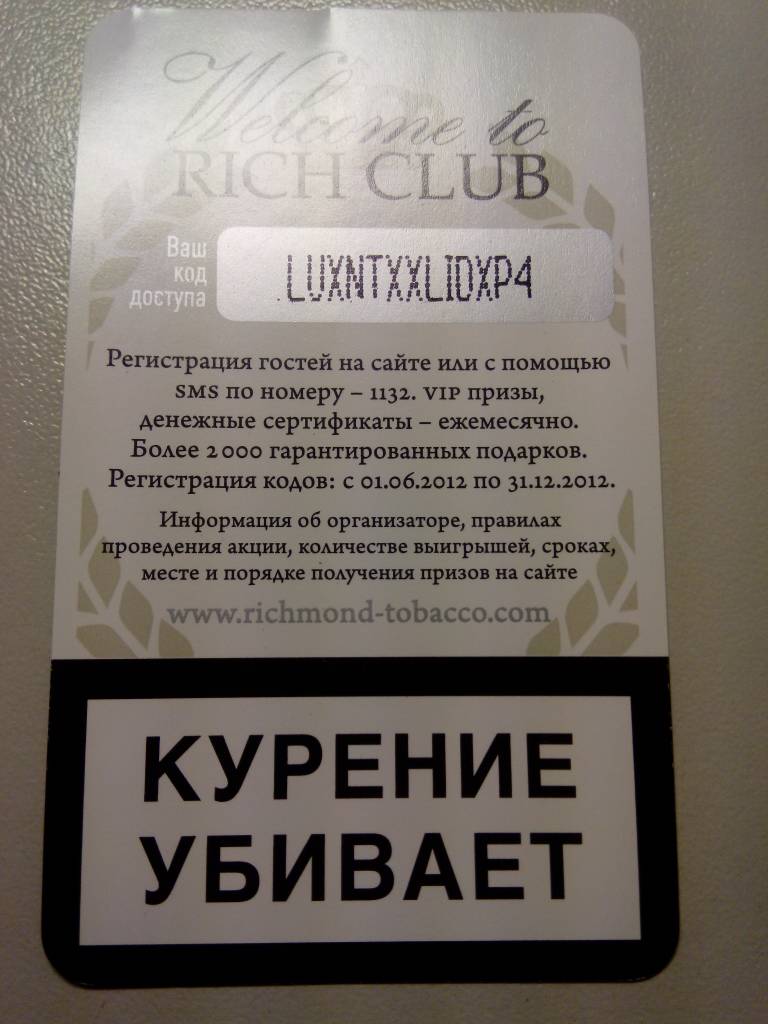 Welcome to
RICH CLUB
Ваш
код
доступа
LUXNTXXLIDXP4
Регистрация гостей на сайте или с помощью
SMS по номеру – 1132. VIP призы,
денежные сертификаты – ежемесячно.
Более 2000 гарантированных подарков.
Регистрация кодов: с 01.06.2012 по 31.12.2012.
Информация об организаторе, правилах
проведения акции, количестве выигрышей, сроках,
месте и порядке получения призов на сайте
www.richmond-tobacco.com
КУРЕНИЕ
УБИВАЕТ